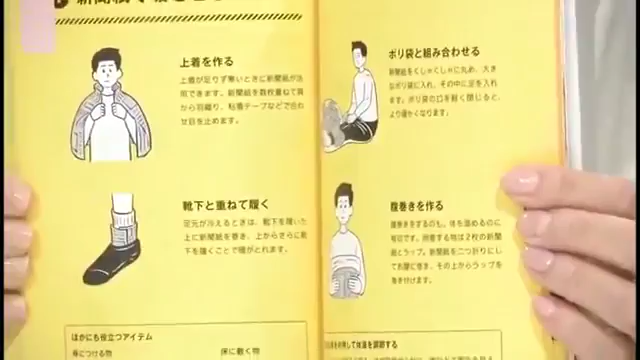 上着を作る
上着が足りず寒いときに新聞紙が活
用できます。新聞紙を数枚重ねて肩
から羽織り、粘着テープなどで合わ
せ目を止めます。
靴下と重ねて履く
足元が冷えるときは、靴下を履いた
上に新聞紙を巻き、上からさらに靴
下を履くことで暖がとれます。
ほかにも役立つアイテム
身につける物
床に敷く物
ポリ袋と組み合わせる
新聞紙をくしゃくしゃに丸め、大き
なポリ袋に入れ、その中に足を入れ
ます。ポリ袋の口を軽く閉じると、
より暖かくなります。
腹巻きを作る
腹巻きをするのも、体を温めるのに
有効です。用意する物は2枚の新聞
紙とラップ。新聞紙を二つ折りにし
てお腹に巻き、その上からラップを
巻き付けます。